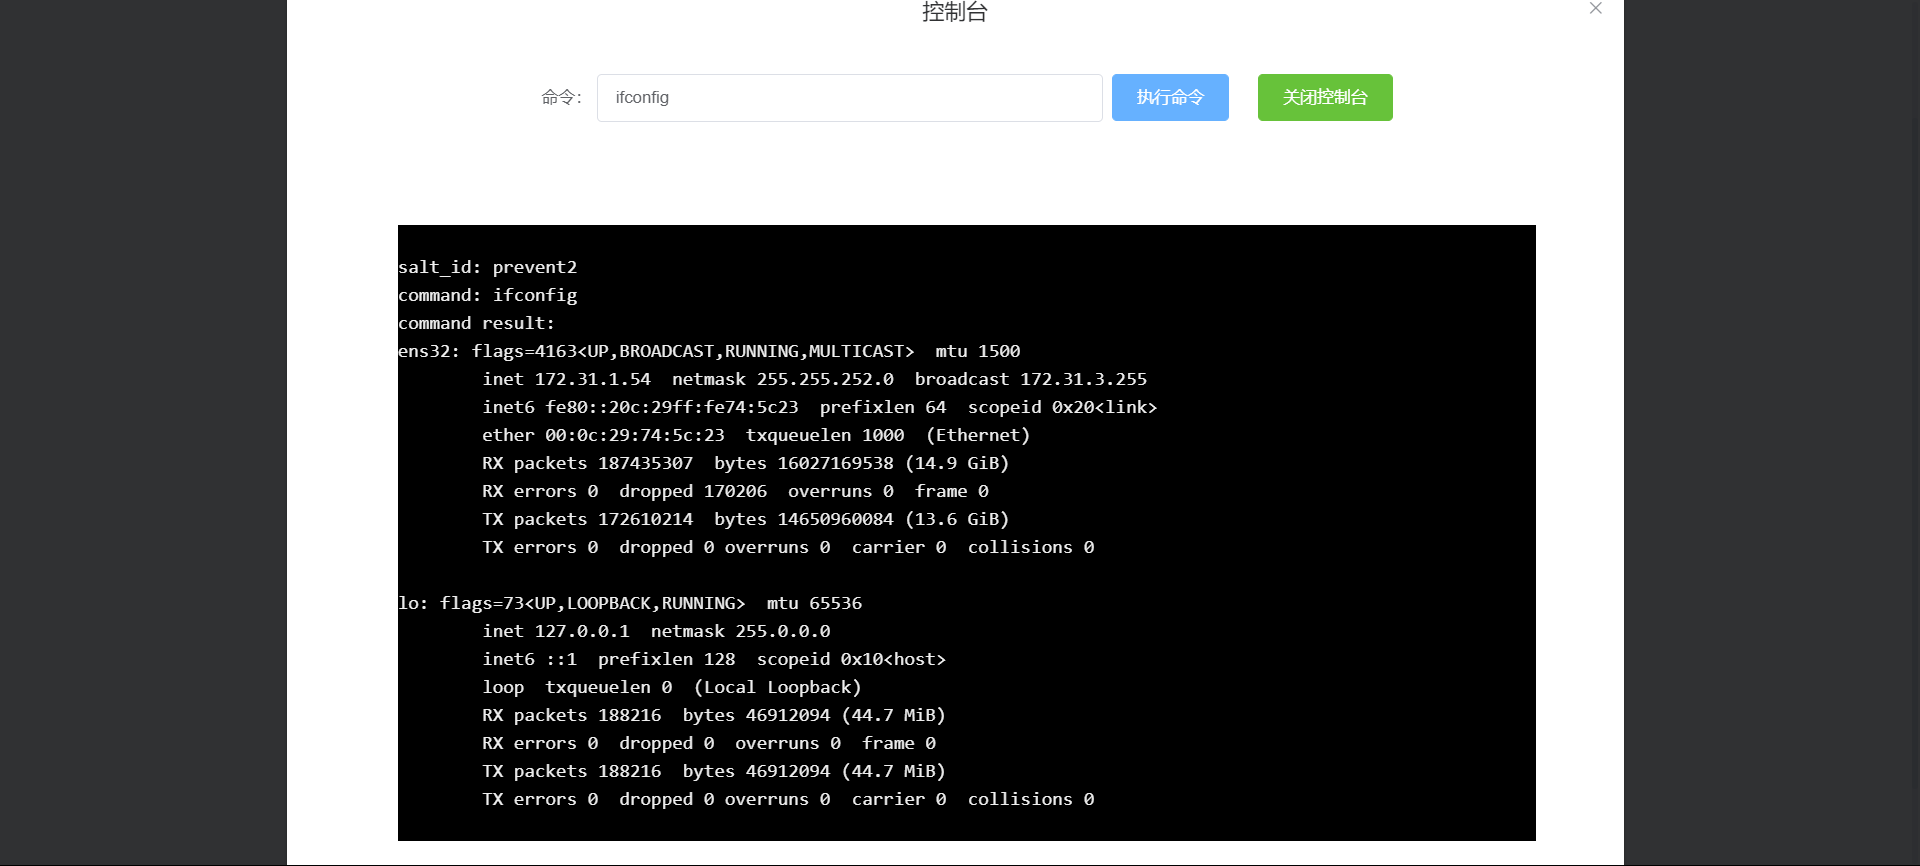 控制台
命令: ifconfig 执行命令 关闭控制台
salt_id: prevent2
command: ifconfig
command result:
ens32: flags=4163<UP,BROADCAST,RUNNING,MULTICAST>  mtu 1500
        inet 172.31.1.54  netmask 255.255.252.0  broadcast 172.31.3.255
        inet6 fe80::20c:29ff:fe74:5c23  prefixlen 64  scopeid 0x20<link>
        ether 00:0c:29:74:5c:23  txqueuelen 1000  (Ethernet)
        RX packets 187435307  bytes 16027169538 (14.9 GiB)
        RX errors 0  dropped 170206  overruns 0  frame 0
        TX packets 172610214  bytes 14650960084 (13.6 GiB)
        TX errors 0  dropped 0 overruns 0  carrier 0  collisions 0
lo: flags=73<UP,LOOPBACK,RUNNING>  mtu 65536
        inet 127.0.0.1  netmask 255.0.0.0
        inet6 ::1  prefixlen 128  scopeid 0x10<host>
        loop  txqueuelen 0  (Local Loopback)
        RX packets 188216  bytes 46912094 (44.7 MiB)
        RX errors 0  dropped 0  overruns 0  frame 0
        TX packets 188216  bytes 46912094 (44.7 MiB)
        TX errors 0  dropped 0 overruns 0  carrier 0  collisions 0